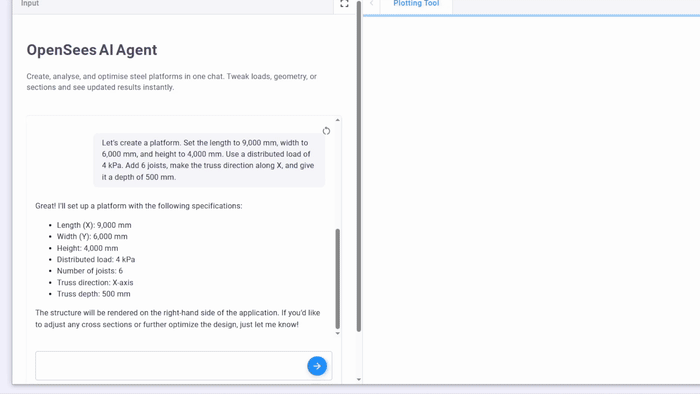 Input
Plotting Tool
OpenSees AI Agent
Create, analyse, and optimise steel platforms in one chat. Tweak loads, geometry, or
sections and see updated results instantly.
Let's create a platform. Set the length to 9,000 mm, width to
6,000 mm, and height to 4,000 mm. Use a distributed load of
4 kPa. Add 6 joists, make the truss direction along X, and give
it a depth of 500 mm.
Great! I'll set up a platform with the following specifications:
• Length (X): 9,000 mm
• Width (Y): 6,000 mm
• Height: 4,000 mm
• Distributed load: 4 kPa
• Number of joists: 6
• Truss direction: X-axis
• Truss depth: 500 mm
The structure will be rendered on the right-hand side of the application. If you'd like
to adjust any cross sections or further optimize the design, just let me know!